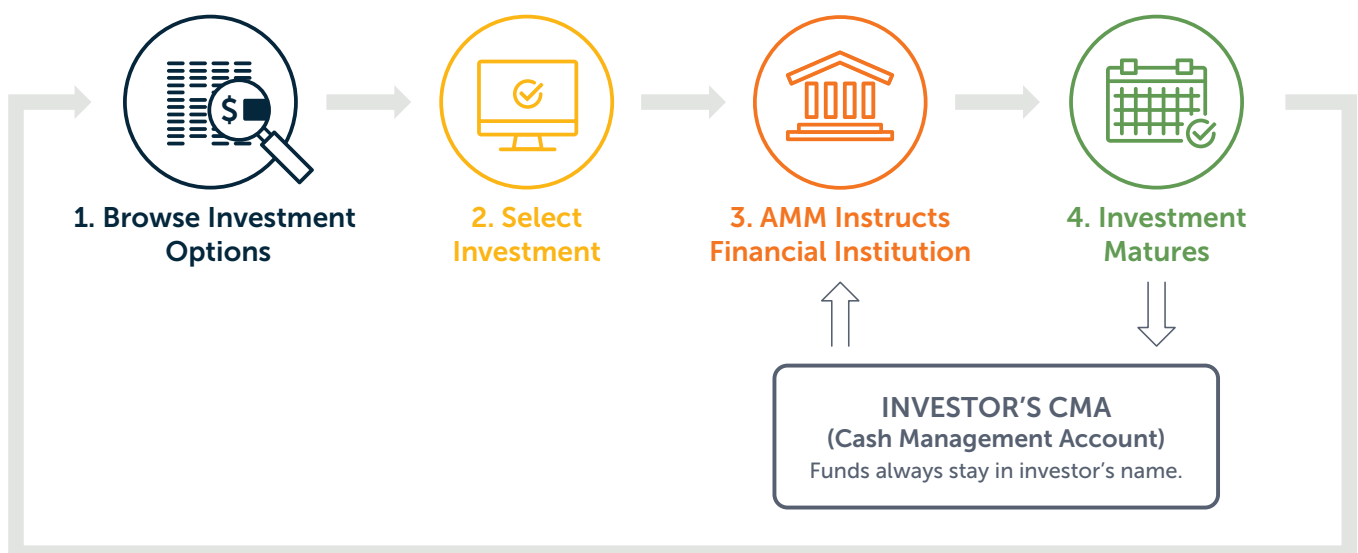 $
1. Browse Investment
Options
2. Select
Investment
3. AMM Instructs
Financial Institution
4. Investment
Matures
INVESTOR'S CMA
(Cash Management Account)
Funds always stay in investor's name.